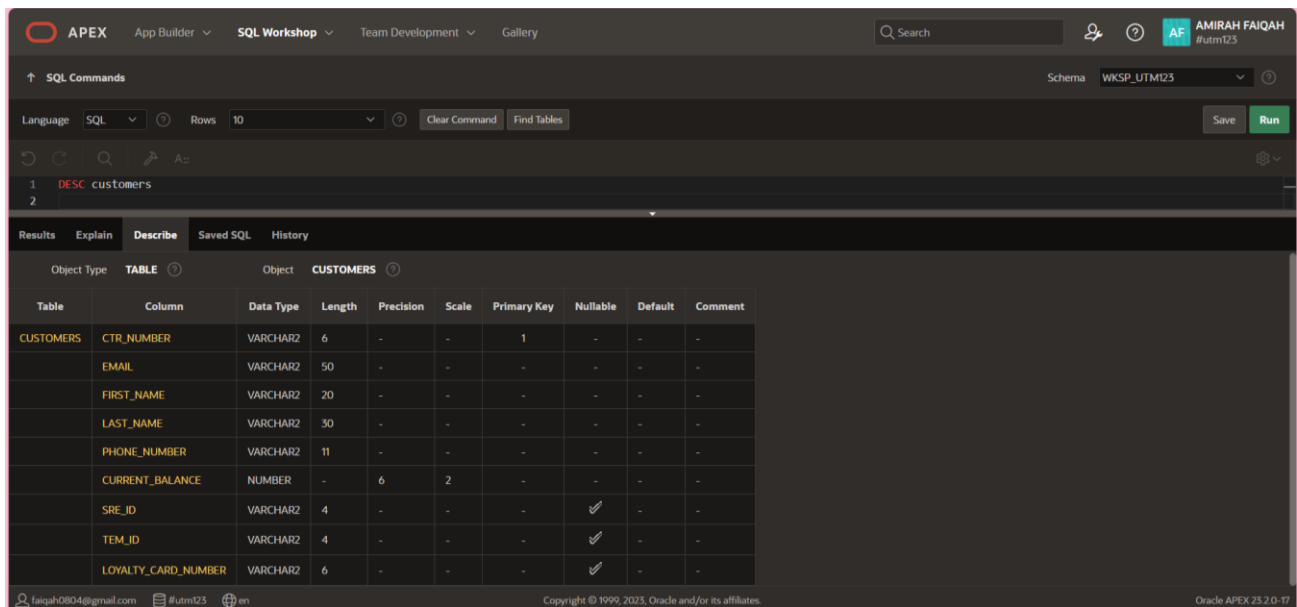 APEX App Builder SQL Workshop Team Development Gallery Search ? AF AMIRAH FAIQAH
#utm123
↑ SQL Commands Schema WKSP_UTM123 ?
Language SQL ? Rows 10 ? Clear Command Find Tables Save Run
A::
1 DESC customers
2
Results Explain Describe Saved SQL History
Object Type TABLE ? Object CUSTOMERS ?
Table Column Data Type Length Precision Scale Primary Key Nullable Default Comment
CUSTOMERS CTR_NUMBER VARCHAR2 6 - - 1 - - -
EMAIL VARCHAR2 50 - - - - - -
FIRST_NAME VARCHAR2 20 - - - - - -
LAST_NAME VARCHAR2 30 - - - - - -
PHONE_NUMBER VARCHAR2 11 - - - - - -
CURRENT_BALANCE NUMBER - 6 2 - - - -
SRE_ID VARCHAR2 4 - - - ✓ - -
TEM_ID VARCHAR2 4 - - - ✓ - -
LOYALTY_CARD_NUMBER VARCHAR2 6 - - - ✓ - -
faiqah0804@gmail.com #utm123 en Copyright © 1999, 2023, Oracle and/or its affiliates. Oracle APEX 23.2.0-17